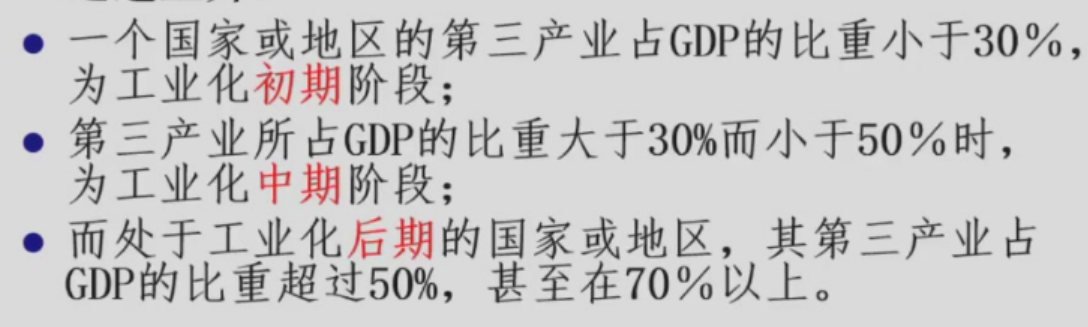 ● 一个国家或地区的第三产业占GDP的比重小于30%，
为工业化初期阶段；
● 第三产业所占GDP的比重大于30%而小于50%时，
为工业化中期阶段；
● 而处于工业化后期的国家或地区，其第三产业占
GDP的比重超过50%，甚至在70%以上。